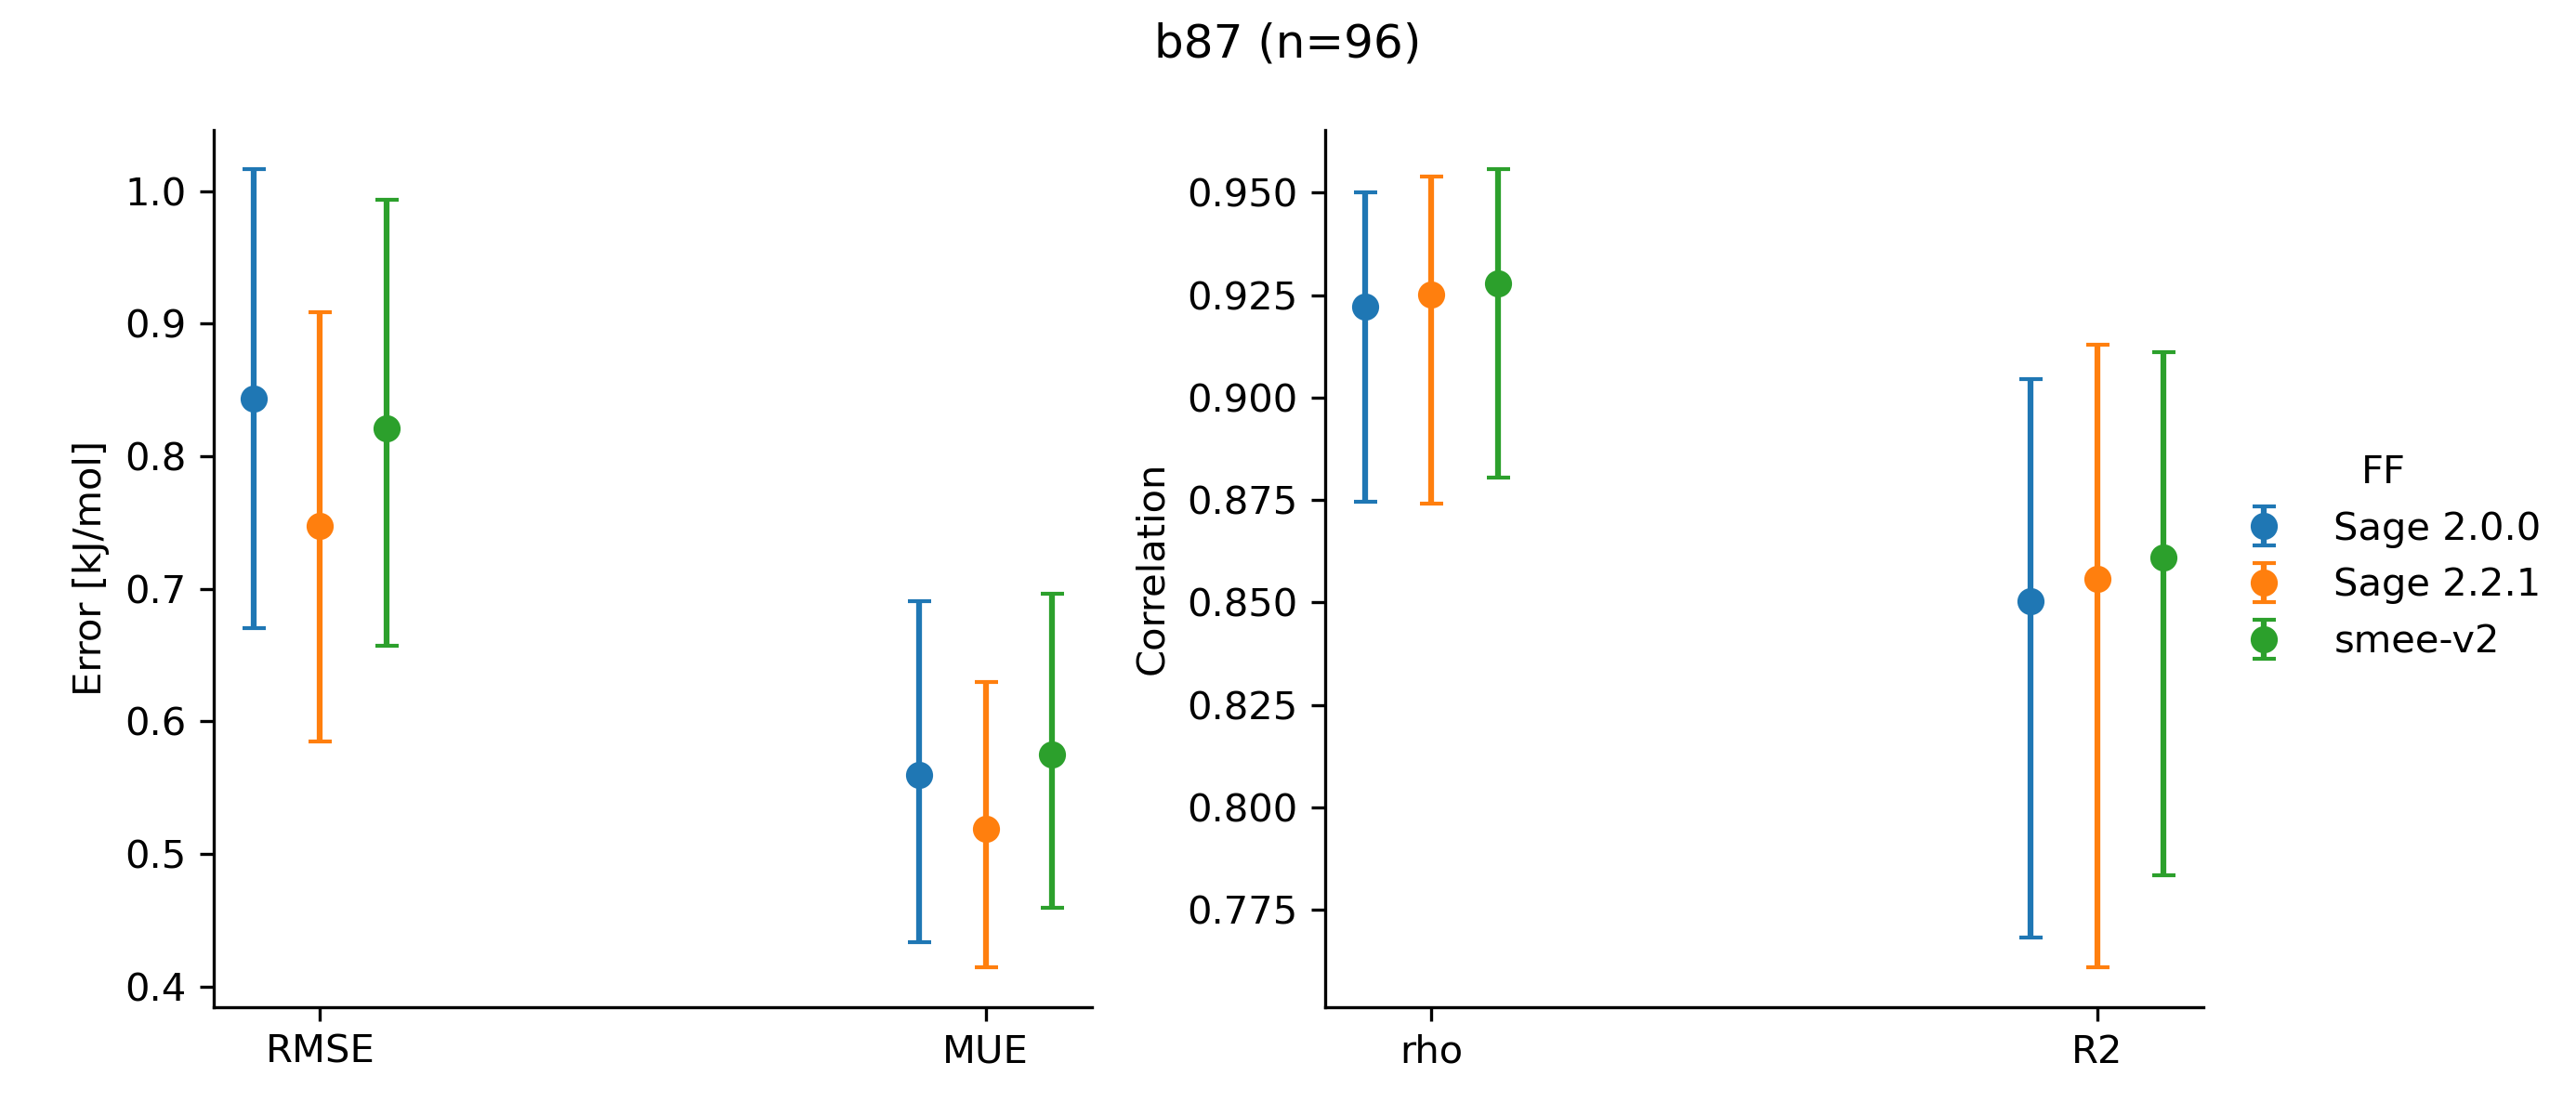 b87 (n=96)
Error [kJ/mol]
1.0
0.9
0.8
0.7
0.6
0.5
0.4
RMSE
MUE
Correlation
0.950
0.925
0.900
0.875
0.850
0.825
0.800
0.775
rho
R2
FF
Sage 2.0.0
Sage 2.2.1
smee-v2